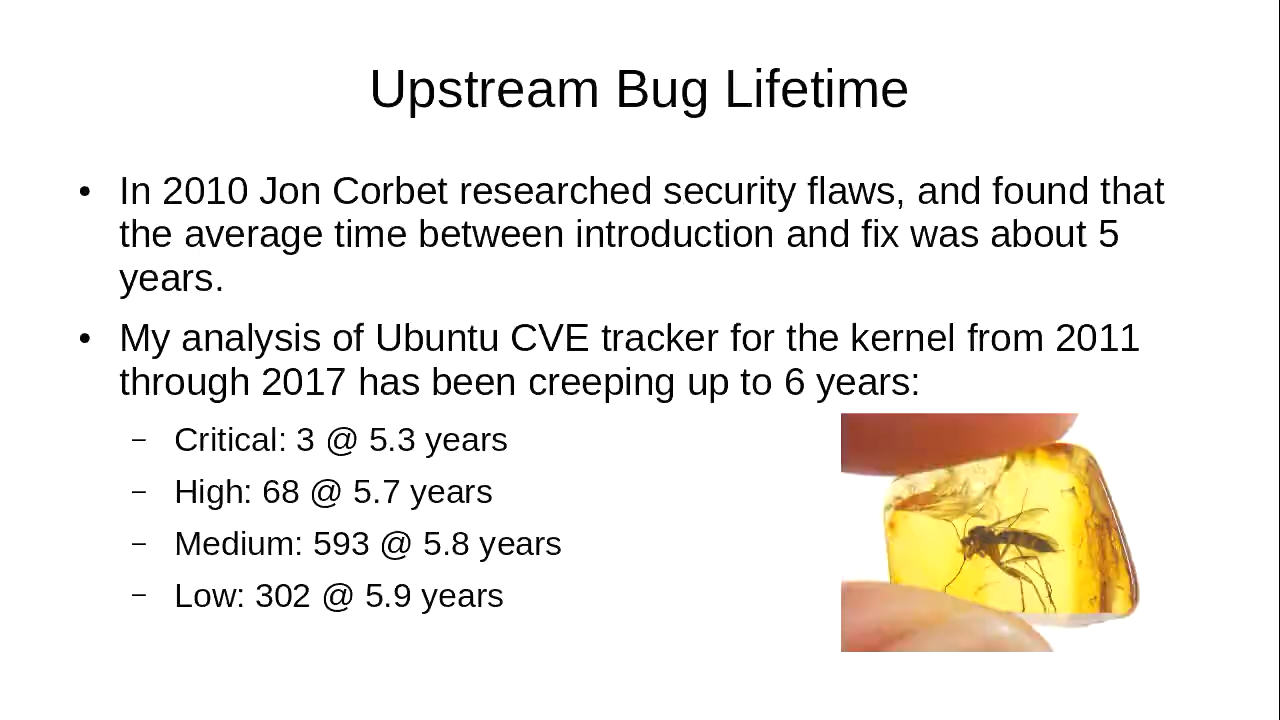 Upstream Bug Lifetime
• In 2010 Jon Corbet researched security flaws, and found that
the average time between introduction and fix was about 5
years.
• My analysis of Ubuntu CVE tracker for the kernel from 2011
through 2017 has been creeping up to 6 years:
– Critical: 3 @ 5.3 years
– High: 68 @ 5.7 years
– Medium: 593 @ 5.8 years
– Low: 302 @ 5.9 years